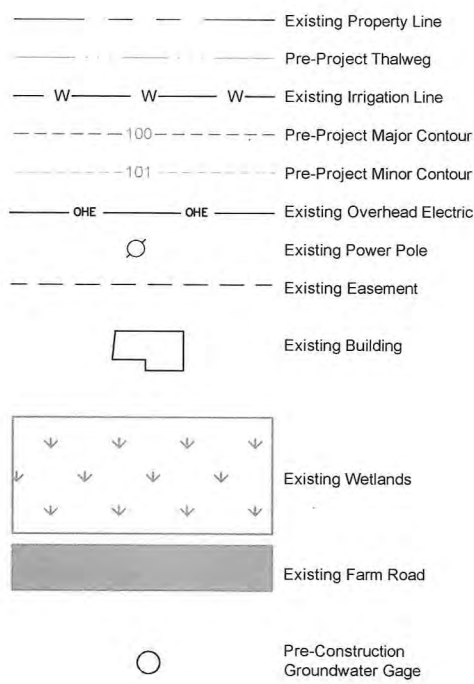 Existing Property Line
Pre-Project Thalweg
W W W Existing Irrigation Line
100 Pre-Project Major Contour
101 Pre-Project Minor Contour
OHE OHE Existing Overhead Electric
Existing Power Pole
Existing Easement
Existing Building
Existing Wetlands
Existing Farm Road
Pre-Construction
Groundwater Gage